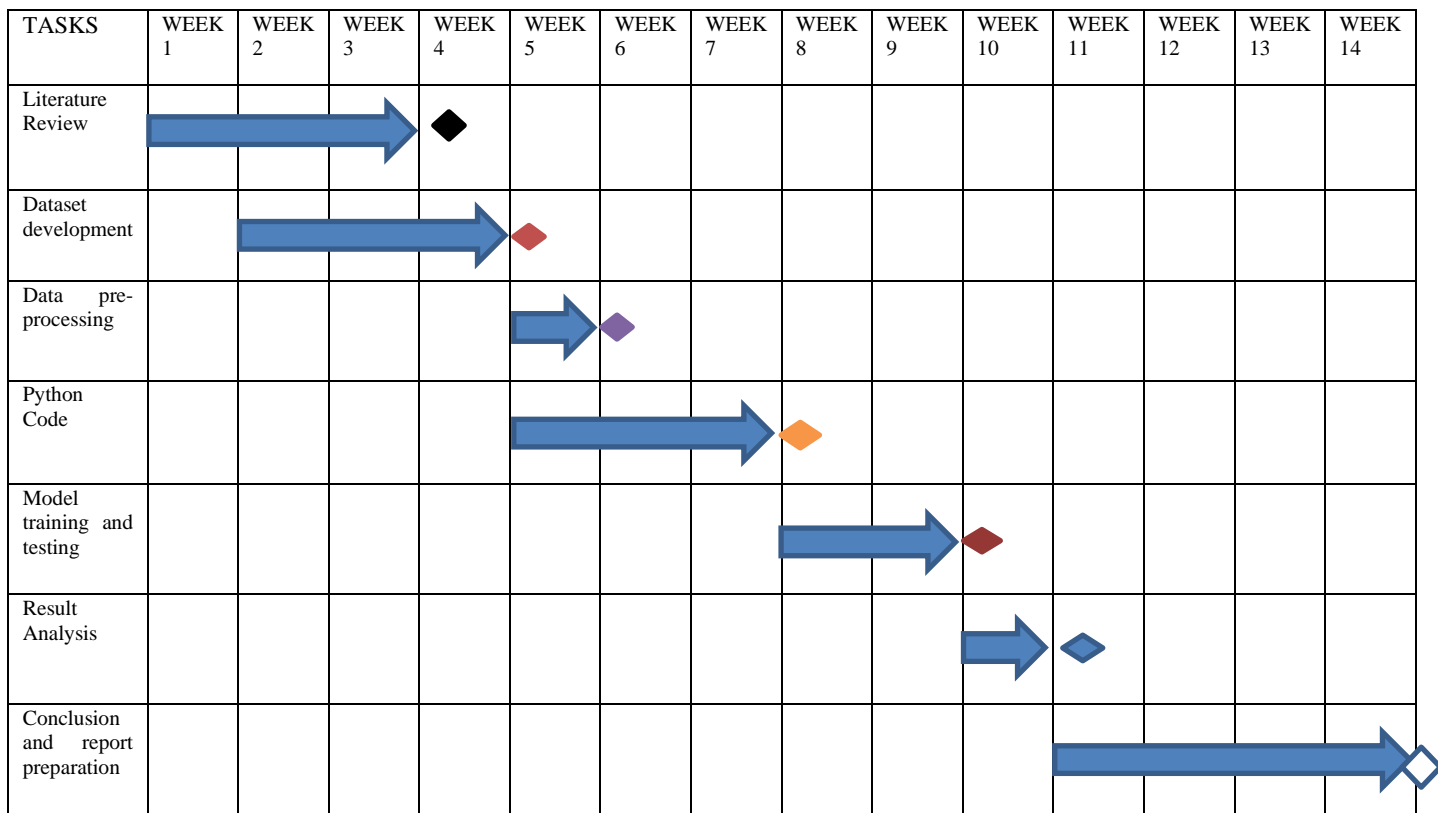 TASKS WEEK WEEK WEEK WEEK WEEK WEEK WEEK WEEK WEEK WEEK WEEK WEEK WEEK WEEK
1 2 3 4 5 6 7 8 9 10 11 12 13 14
Literature
Review
Dataset
development
Data pre-
processing
Python
Code
Model
training and
testing
Result
Analysis
Conclusion
and report
preparation